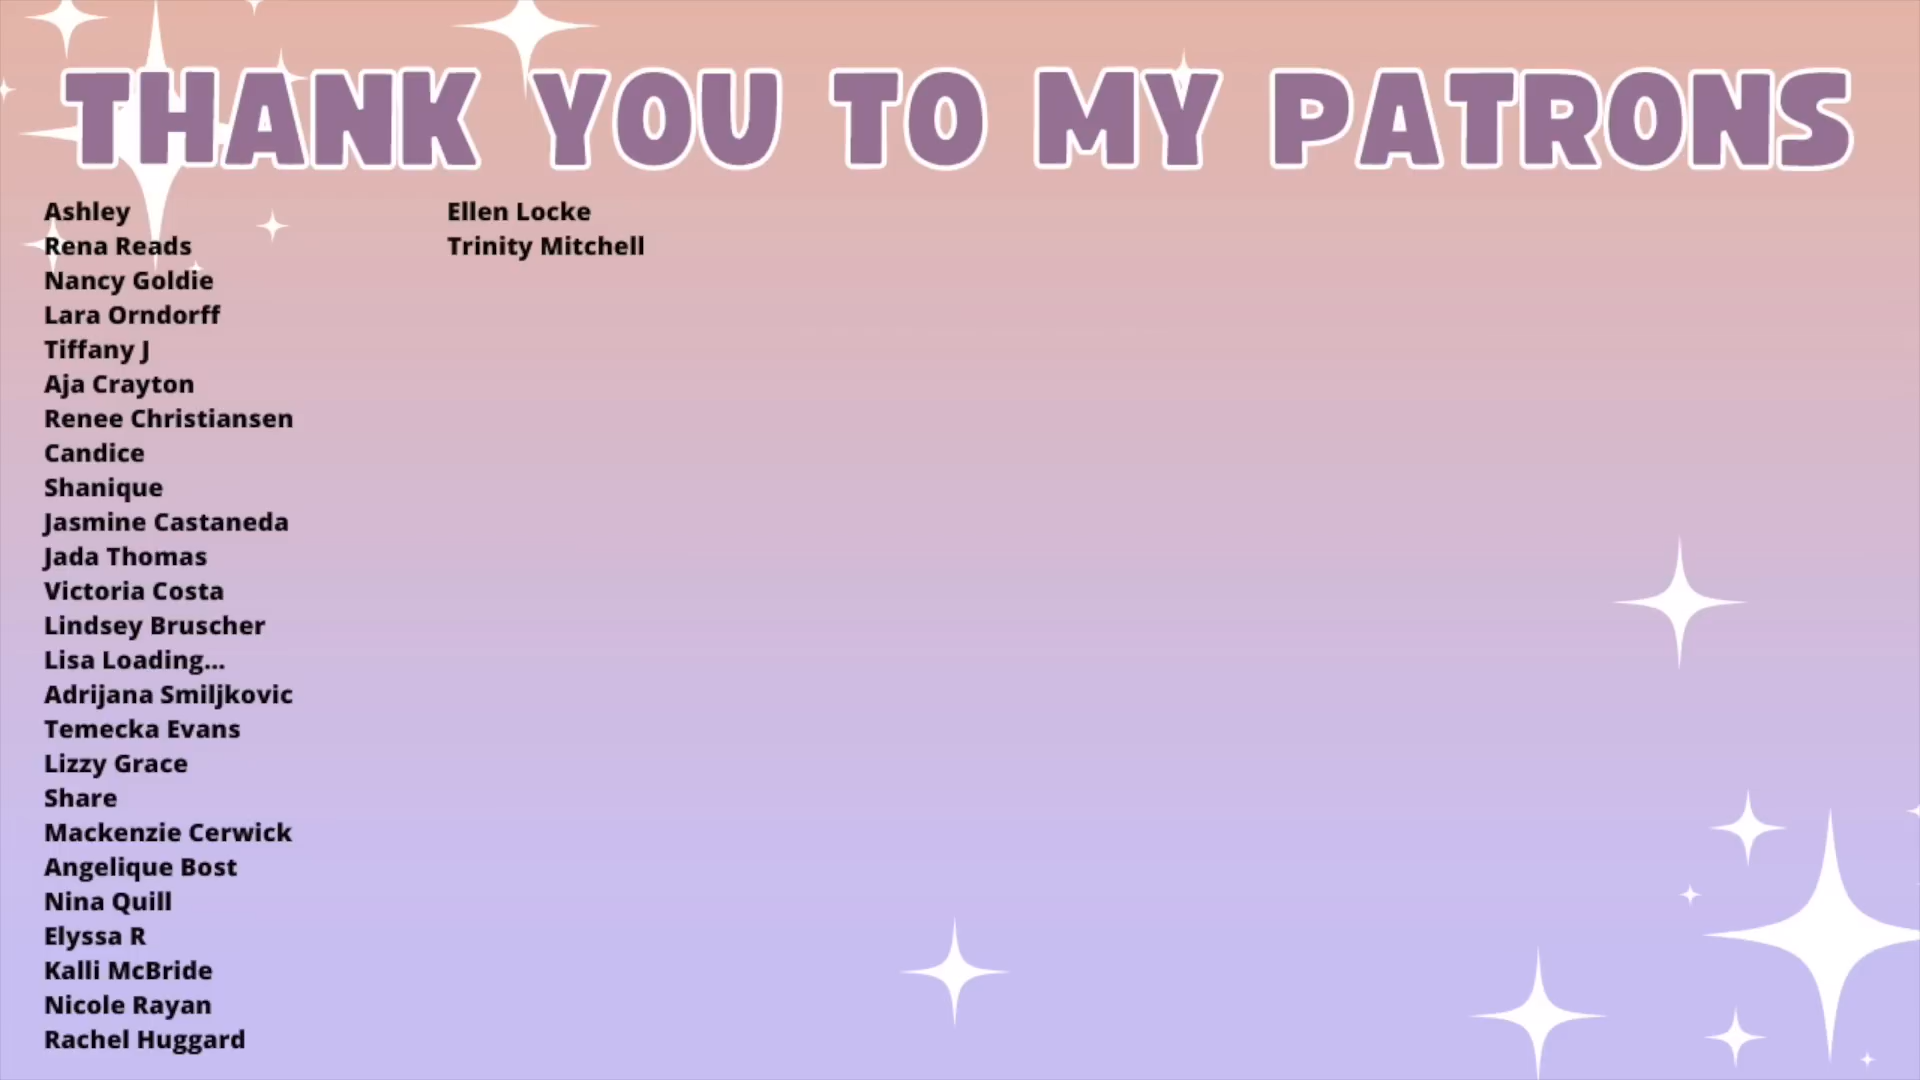 THANK YOU TO MY PATRONS
Ashley
Rena Reads
Nancy Goldie
Lara Orndorff
Tiffany J
Aja Crayton
Renee Christiansen
Candice
Shanique
Jasmine Castaneda
Jada Thomas
Victoria Costa
Lindsey Bruscher
Lisa Loading...
Adrijana Smiljkovic
Temecka Evans
Lizzy Grace
Share
Mackenzie Cerwick
Angelique Bost
Nina Quill
Elyssa R
Kalli McBride
Nicole Rayan
Rachel Huggard
Ellen Locke
Trinity Mitchell